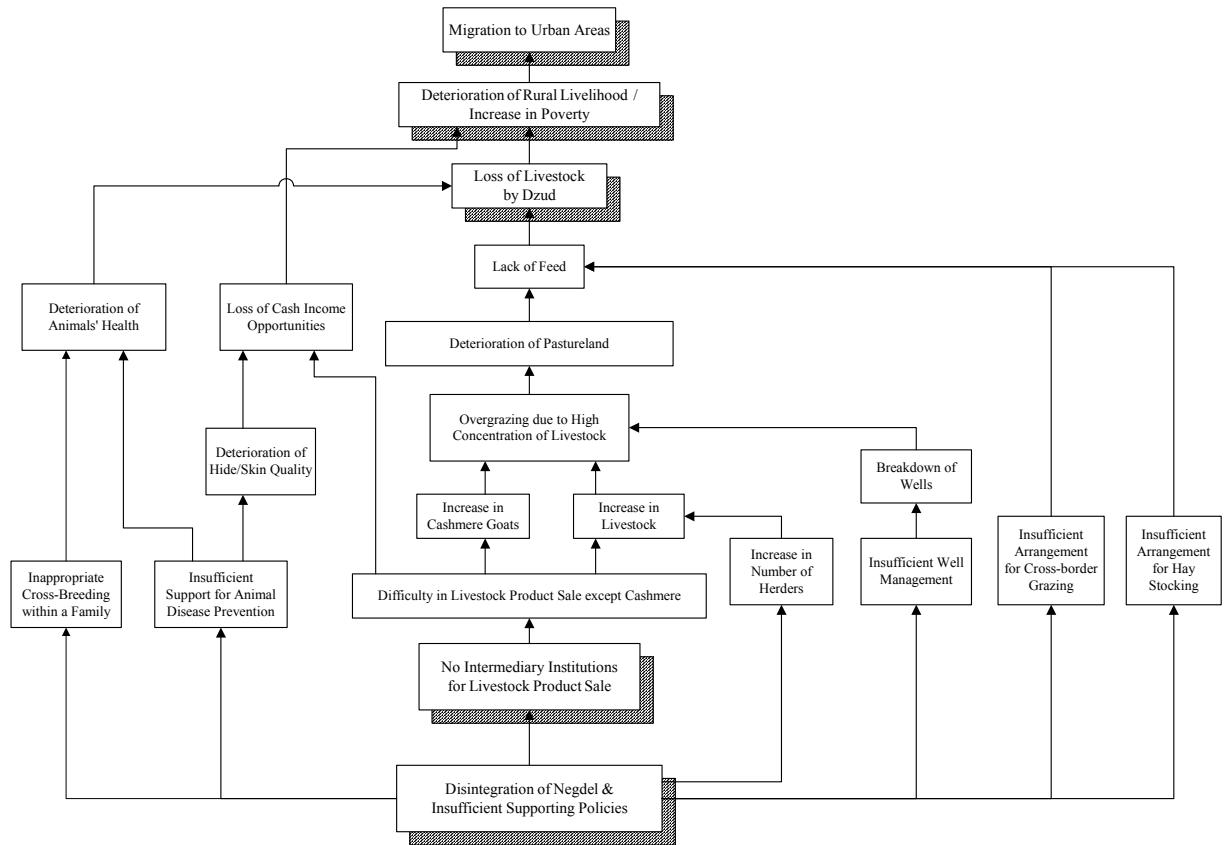 Migration to Urban Areas
Deterioration of Rural Livelihood /
Increase in Poverty
Loss of Livestock
by Dzud
Lack of Feed
Deterioration of
Animals' Health
Loss of Cash Income
Opportunities
Deterioration of Pastureland
Overgrazing due to High
Concentration of Livestock
Deterioration of
Hide/Skin Quality
Breakdown of
Wells
Increase in
Cashmere Goats
Increase in
Livestock
Inappropriate
Cross-Breeding
within a Family
Insufficient
Support for Animal
Disease Prevention
Difficulty in Livestock Product Sale except Cashmere
Increase in
Number of
Herders
Insufficient Well
Management
Insufficient
Arrangement
for Cross-border
Grazing
Insufficient
Arrangement
for Hay
Stocking
No Intermediary Institutions
for Livestock Product Sale
Disintegration of Negdel &
Insufficient Supporting Policies